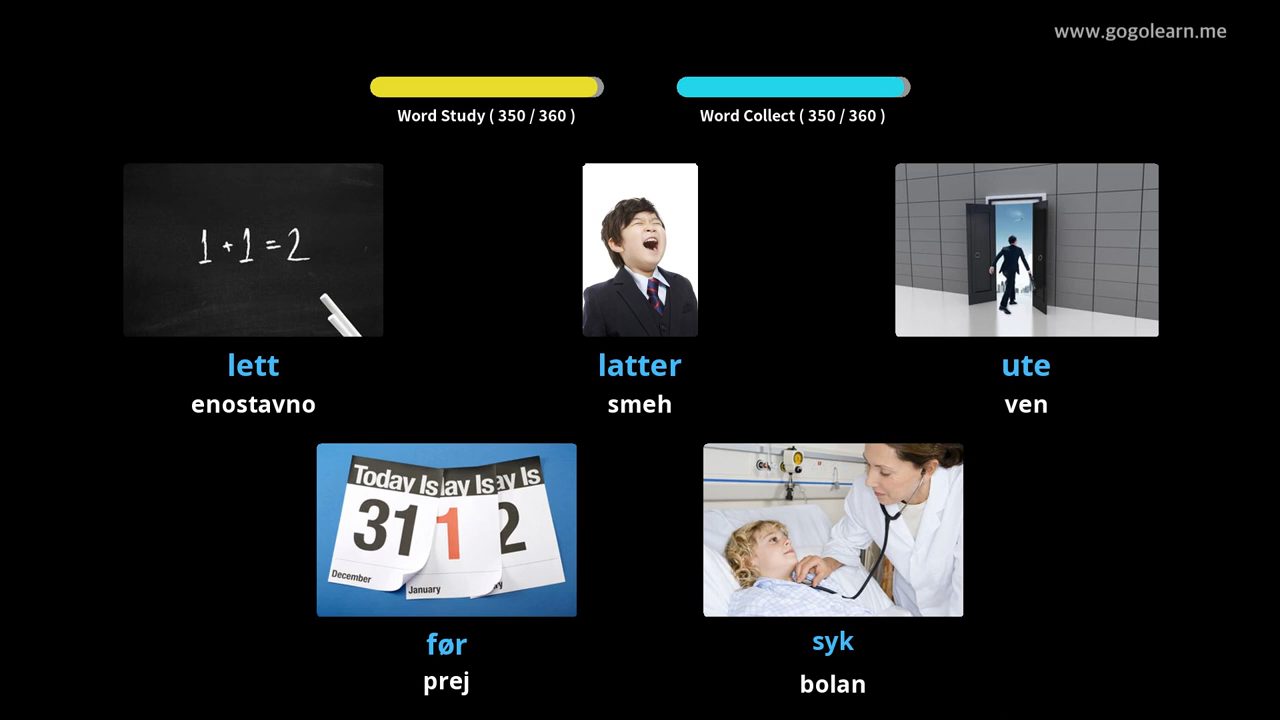 www.gogolearn.me
Word Study ( 350 / 360 )
Word Collect ( 350 / 360 )
1 + 1 = 2
lett
latter
ute
enostavno
smeh
ven
Today Is
lay Is
ay Is
31
1
2
December
January
ry
før
syk
prej
bolan